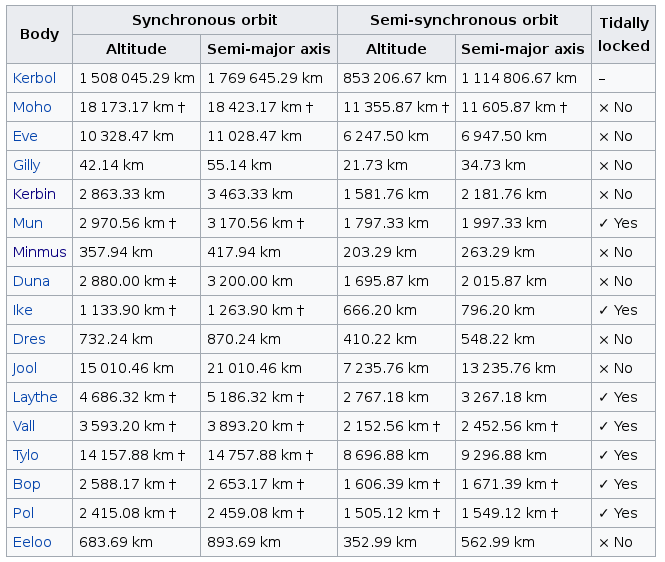 Body Synchronous orbit Semi-synchronous orbit Tidally locked
Altitude Semi-major axis Altitude Semi-major axis
Kerbol 1 508 045.29 km 1 769 645.29 km 853 206.67 km 1 114 806.67 km –
Moho 18 173.17 km † 18 423.17 km † 11 355.87 km † 11 605.87 km † × No
Eve 10 328.47 km 11 028.47 km 6 247.50 km 6 947.50 km × No
Gilly 42.14 km 55.14 km 21.73 km 34.73 km × No
Kerbin 2 863.33 km 3 463.33 km 1 581.76 km 2 181.76 km × No
Mun 2 970.56 km † 3 170.56 km † 1 797.33 km 1 997.33 km ✓ Yes
Minmus 357.94 km 417.94 km 203.29 km 263.29 km × No
Duna 2 880.00 km ‡ 3 200.00 km 1 695.87 km 2 015.87 km × No
Ike 1 133.90 km † 1 263.90 km † 666.20 km 796.20 km ✓ Yes
Dres 732.24 km 870.24 km 410.22 km 548.22 km × No
Jool 15 010.46 km 21 010.46 km 7 235.76 km 13 235.76 km × No
Laythe 4 686.32 km † 5 186.32 km † 2 767.18 km 3 267.18 km ✓ Yes
Vall 3 593.20 km † 3 893.20 km † 2 152.56 km † 2 452.56 km † ✓ Yes
Tylo 14 157.88 km † 14 757.88 km † 8 696.88 km 9 296.88 km ✓ Yes
Bop 2 588.17 km † 2 653.17 km † 1 606.39 km † 1 671.39 km † ✓ Yes
Pol 2 415.08 km † 2 459.08 km † 1 505.12 km † 1 549.12 km † ✓ Yes
Eeloo 683.69 km 893.69 km 352.99 km 562.99 km × No